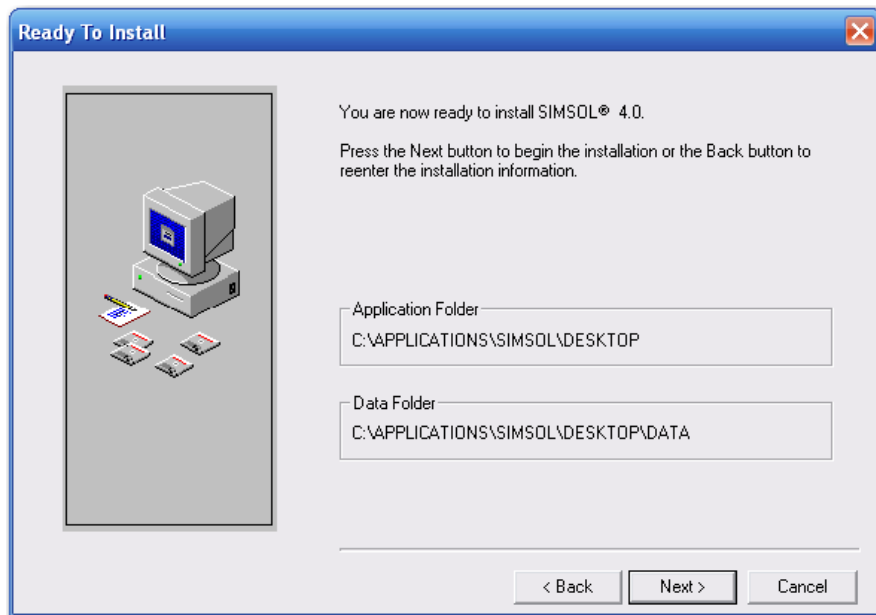 Ready To Install
You are now ready to install SIMSOL® 4.0.
Press the Next button to begin the installation or the Back button to
reenter the installation information.
Application Folder
C:\APPLICATIONS\SIMSOL\DESKTOP
Data Folder
C:\APPLICATIONS\SIMSOL\DESKTOP\DATA
< Back
Next >
Cancel